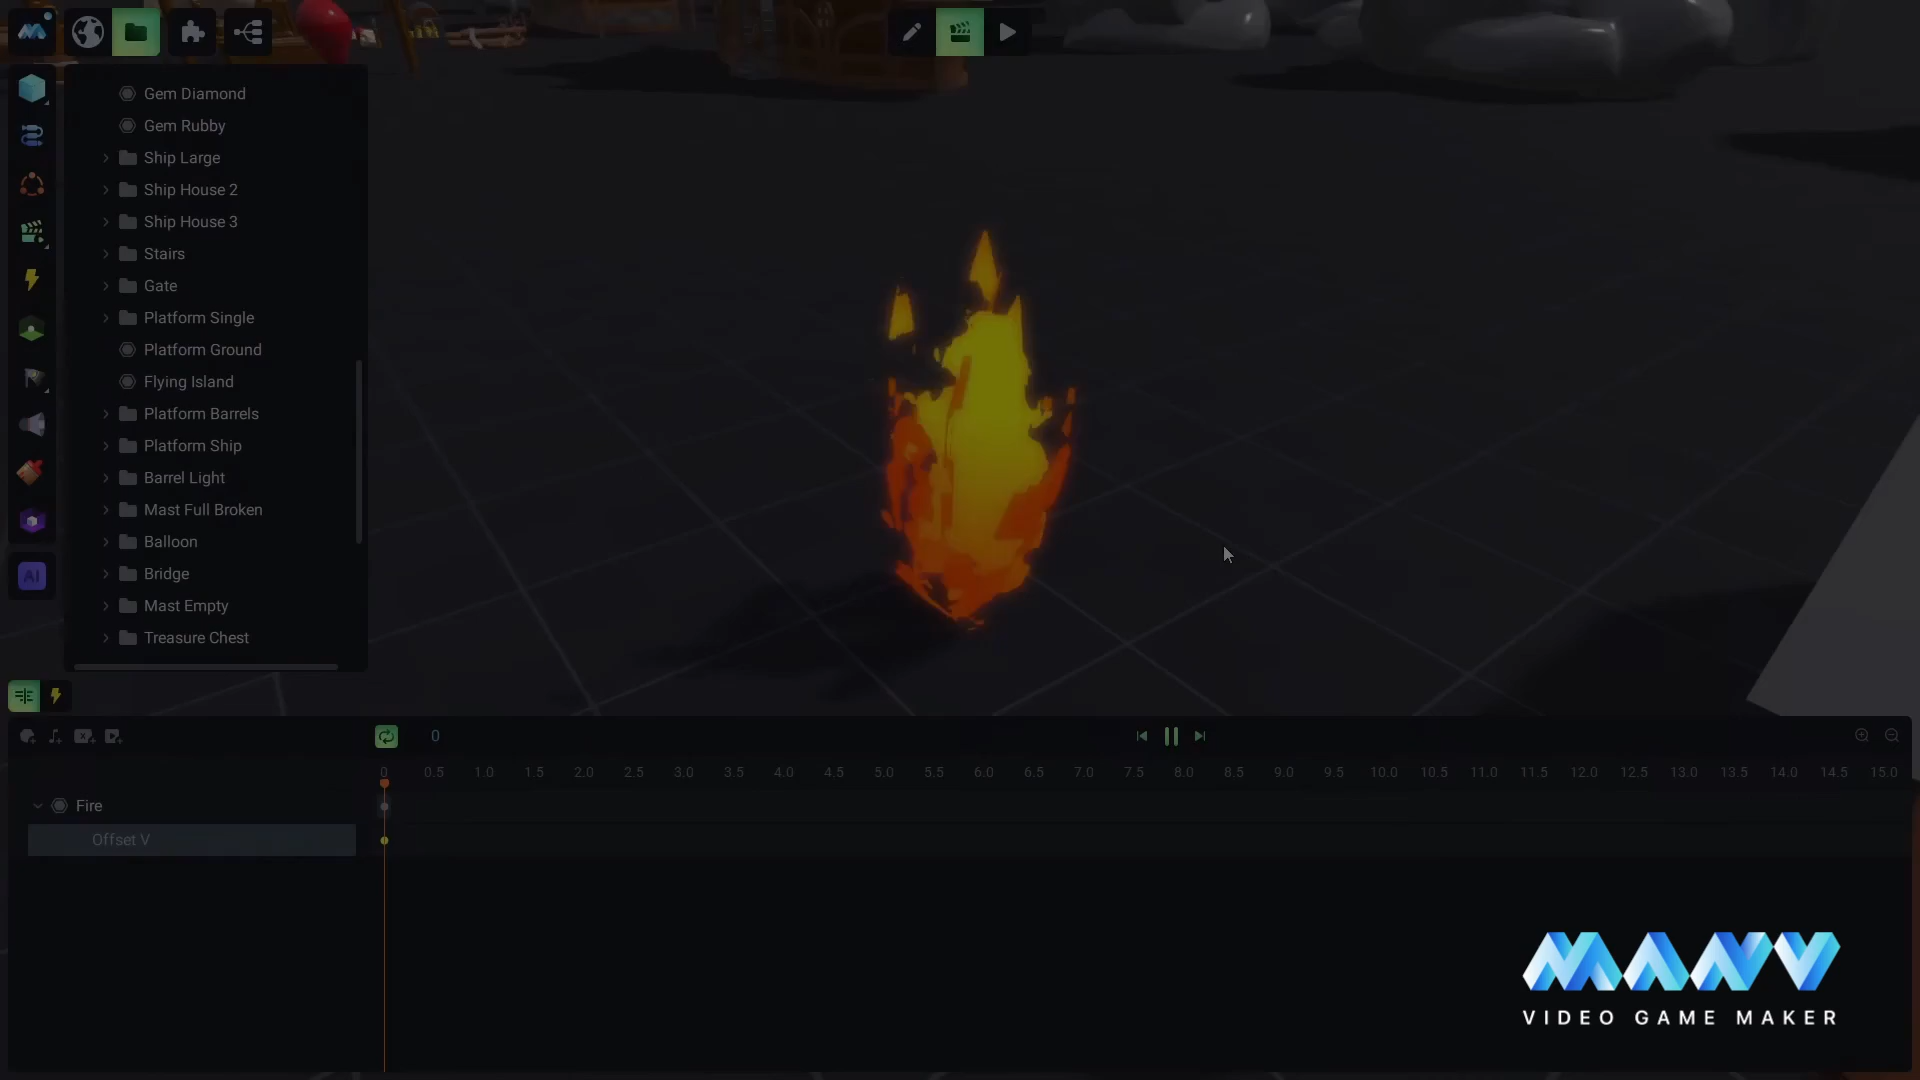 Gem Diamond
Gem Rubby
Ship Large
Ship House 2
Ship House 3
Stairs
Gate
Platform Single
Platform Ground
Flying Island
Platform Barrels
Platform Ship
Barrel Light
Mast Full Broken
Balloon
Bridge
Mast Empty
Treasure Chest
AI
0
0 0.5 1.0 1.5 2.0 2.5 3.0 3.5 4.0 4.5 5.0 5.5 6.0 6.5 7.0 7.5 8.0 8.5 9.0 9.5 10.0 10.5 11.0 11.5 12.0 12.5 13.0 13.5 14.0 14.5 15.0
Fire
Offset V
MANU
VIDEO GAME MAKER